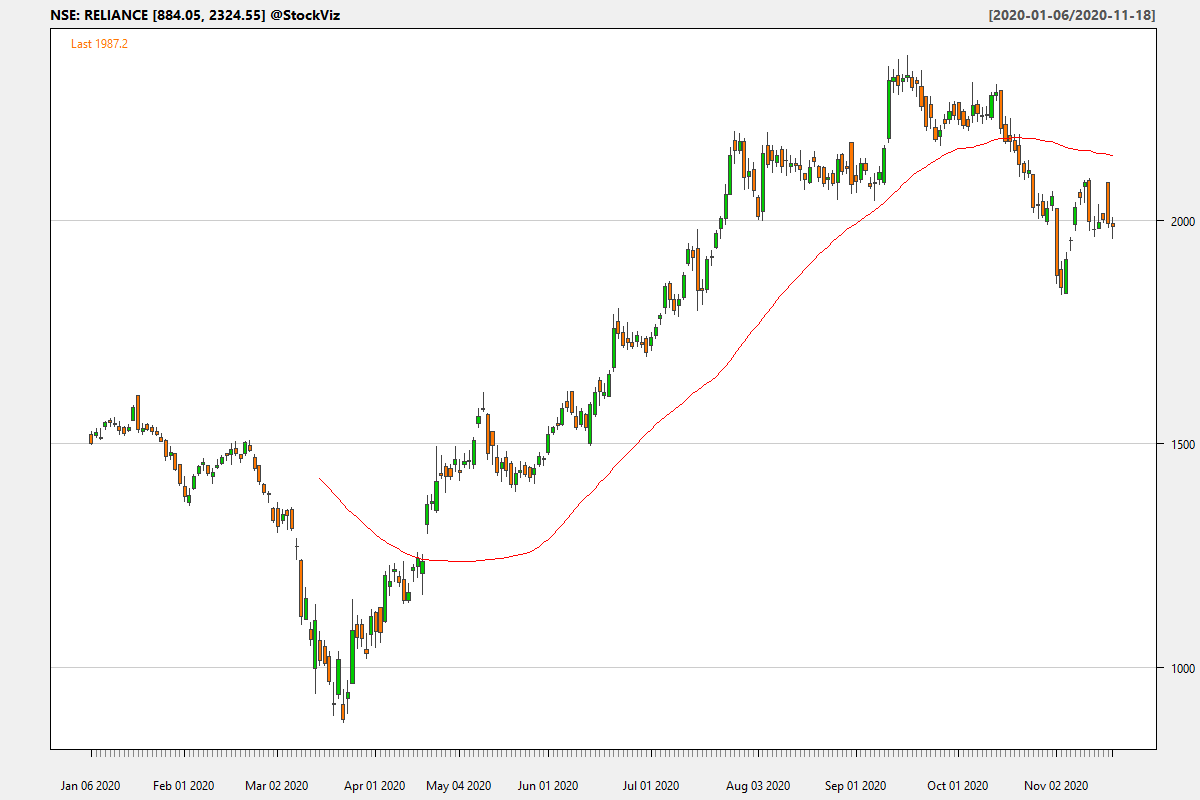 NSE: RELIANCE [884.05, 2324.55] @StockViz
[2020-01-06/2020-11-18]
Last 1987.2
2000
1500
1000
Jan 06 2020 Feb 01 2020 Mar 02 2020 Apr 01 2020 May 04 2020 Jun 01 2020 Jul 01 2020 Aug 03 2020 Sep 01 2020 Oct 01 2020 Nov 02 2020